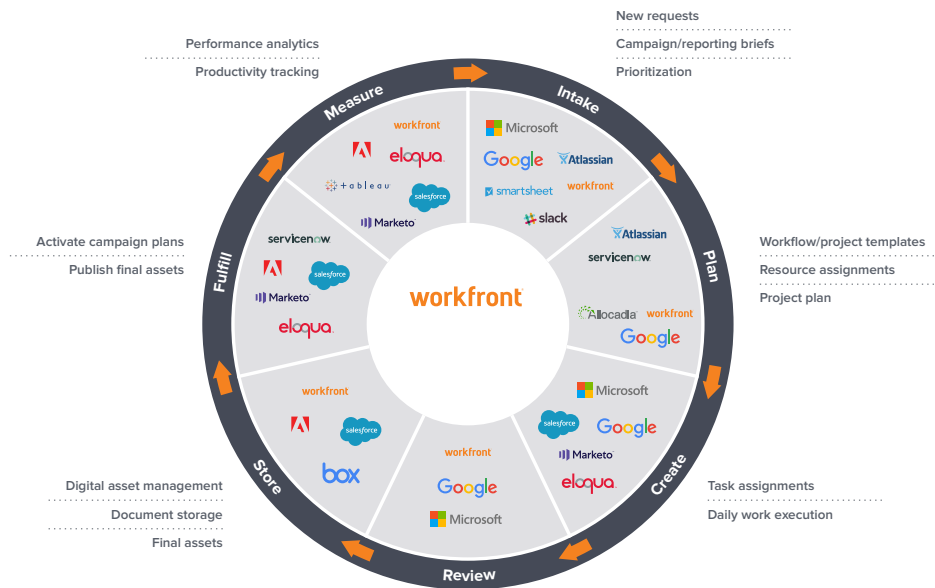 New requests
Campaign/reporting briefs
Prioritization
Performance analytics
Productivity tracking
Measure
Intake
workfront
eloqua
+ableau
salesforce
Marketo
Microsoft
Google
Atlassian
smartsheet
workfront
slack
Activate campaign plans
Publish final assets
Fulfill
servicenow
salesforce
Marketo
eloqua
workfront
Atlassian
servicenow
Allocadia
workfront
Google
Plan
Workflow/project templates
Resource assignments
Project plan
workfront
salesforce
box
Store
workfront
Google
Microsoft
Review
Microsoft
salesforce
Google
Marketo
eloqua
Create
Digital asset management
Document storage
Final assets
Task assignments
Daily work execution